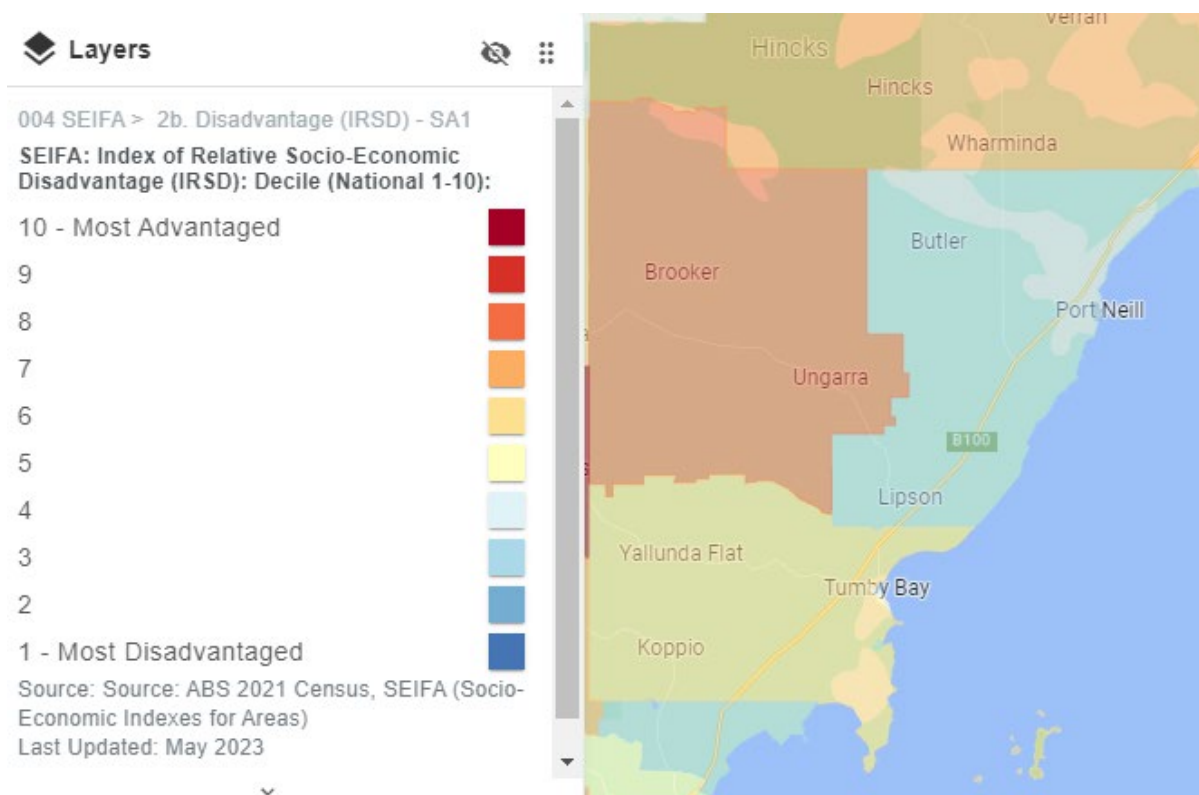 Layers
004 SEIFA > 2b. Disadvantage (IRSD) - SA1
SEIFA: Index of Relative Socio-Economic
Disadvantage (IRSD): Decile (National 1-10):
10 - Most Advantaged
9
8
7
6
5
4
3
2
1 - Most Disadvantaged
Source: Source: ABS 2021 Census, SEIFA (Socio-
Economic Indexes for Areas)
Last Updated: May 2023
Verran
Hincks
Hincks
Wharminda
Butler
Brooker
Port Neill
Ungarra
B100
Lipson
Yallunda Flat
Tumby Bay
Koppio